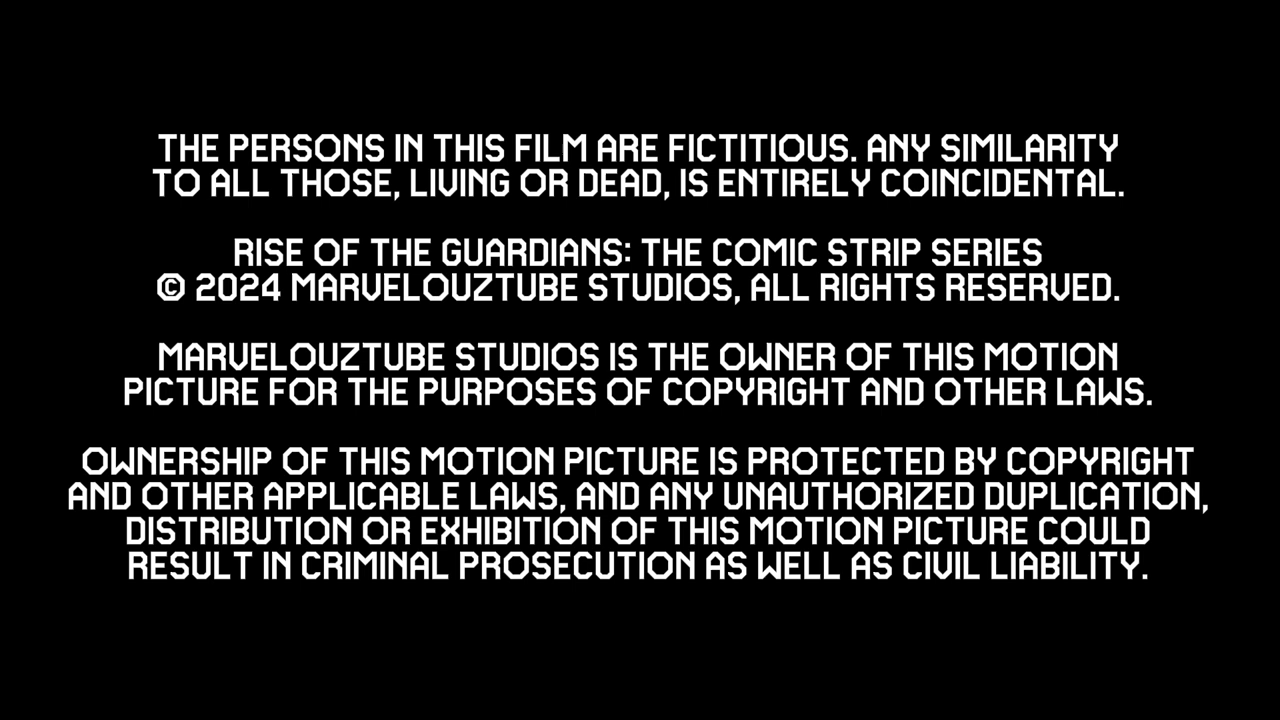 THE PERSONS IN THIS FILM ARE FICTITIOUS. ANY SIMILARITY
TO ALL THOSE, LIVING OR DEAD, IS ENTIRELY COINCIDENTAL.
RISE OF THE GUARDIANS: THE COMIC STRIP SERIES
© 2024 MARVELOUZTUBE STUDIOS, ALL RIGHTS RESERVED.
MARVELOUZTUBE STUDIOS IS THE OWNER OF THIS MOTION
PICTURE FOR THE PURPOSES OF COPYRIGHT AND OTHER LAWS.
OWNERSHIP OF THIS MOTION PICTURE IS PROTECTED BY COPYRIGHT
AND OTHER APPLICABLE LAWS, AND ANY UNAUTHORIZED DUPLICATION,
DISTRIBUTION OR EXHIBITION OF THIS MOTION PICTURE COULD
RESULT IN CRIMINAL PROSECUTION AS WELL AS CIVIL LIABILITY.